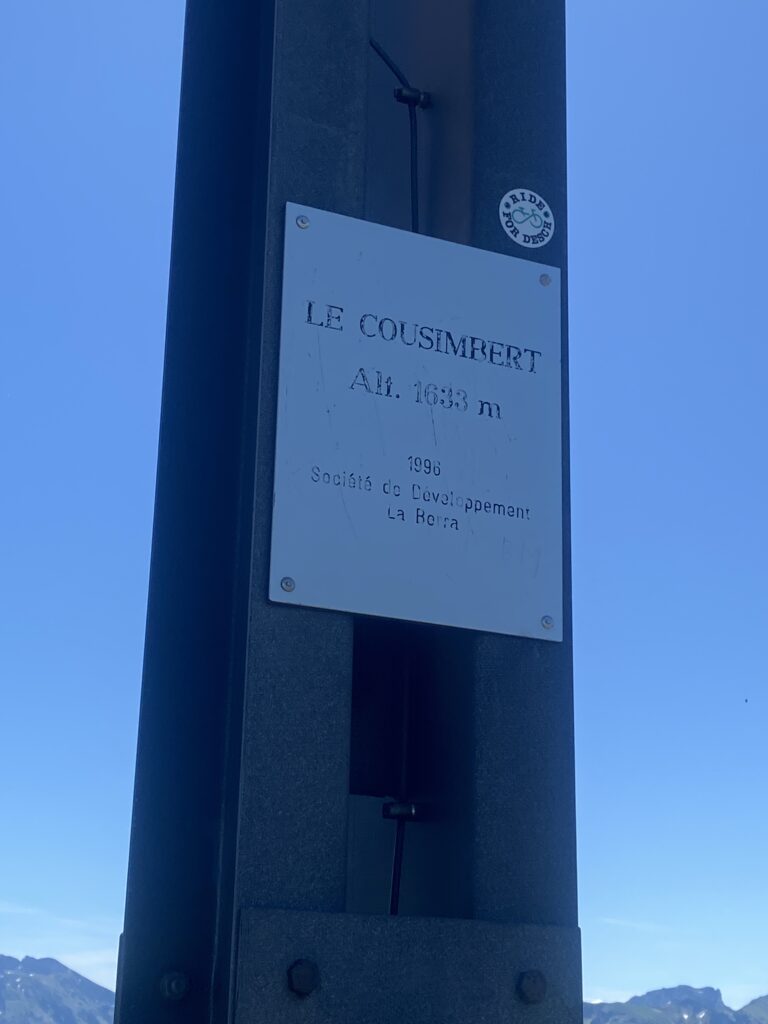 RIDE
FOR DESCH
LE COUSIMBERT
Alt. 1633 m
1996
Société de Développement
La Berra